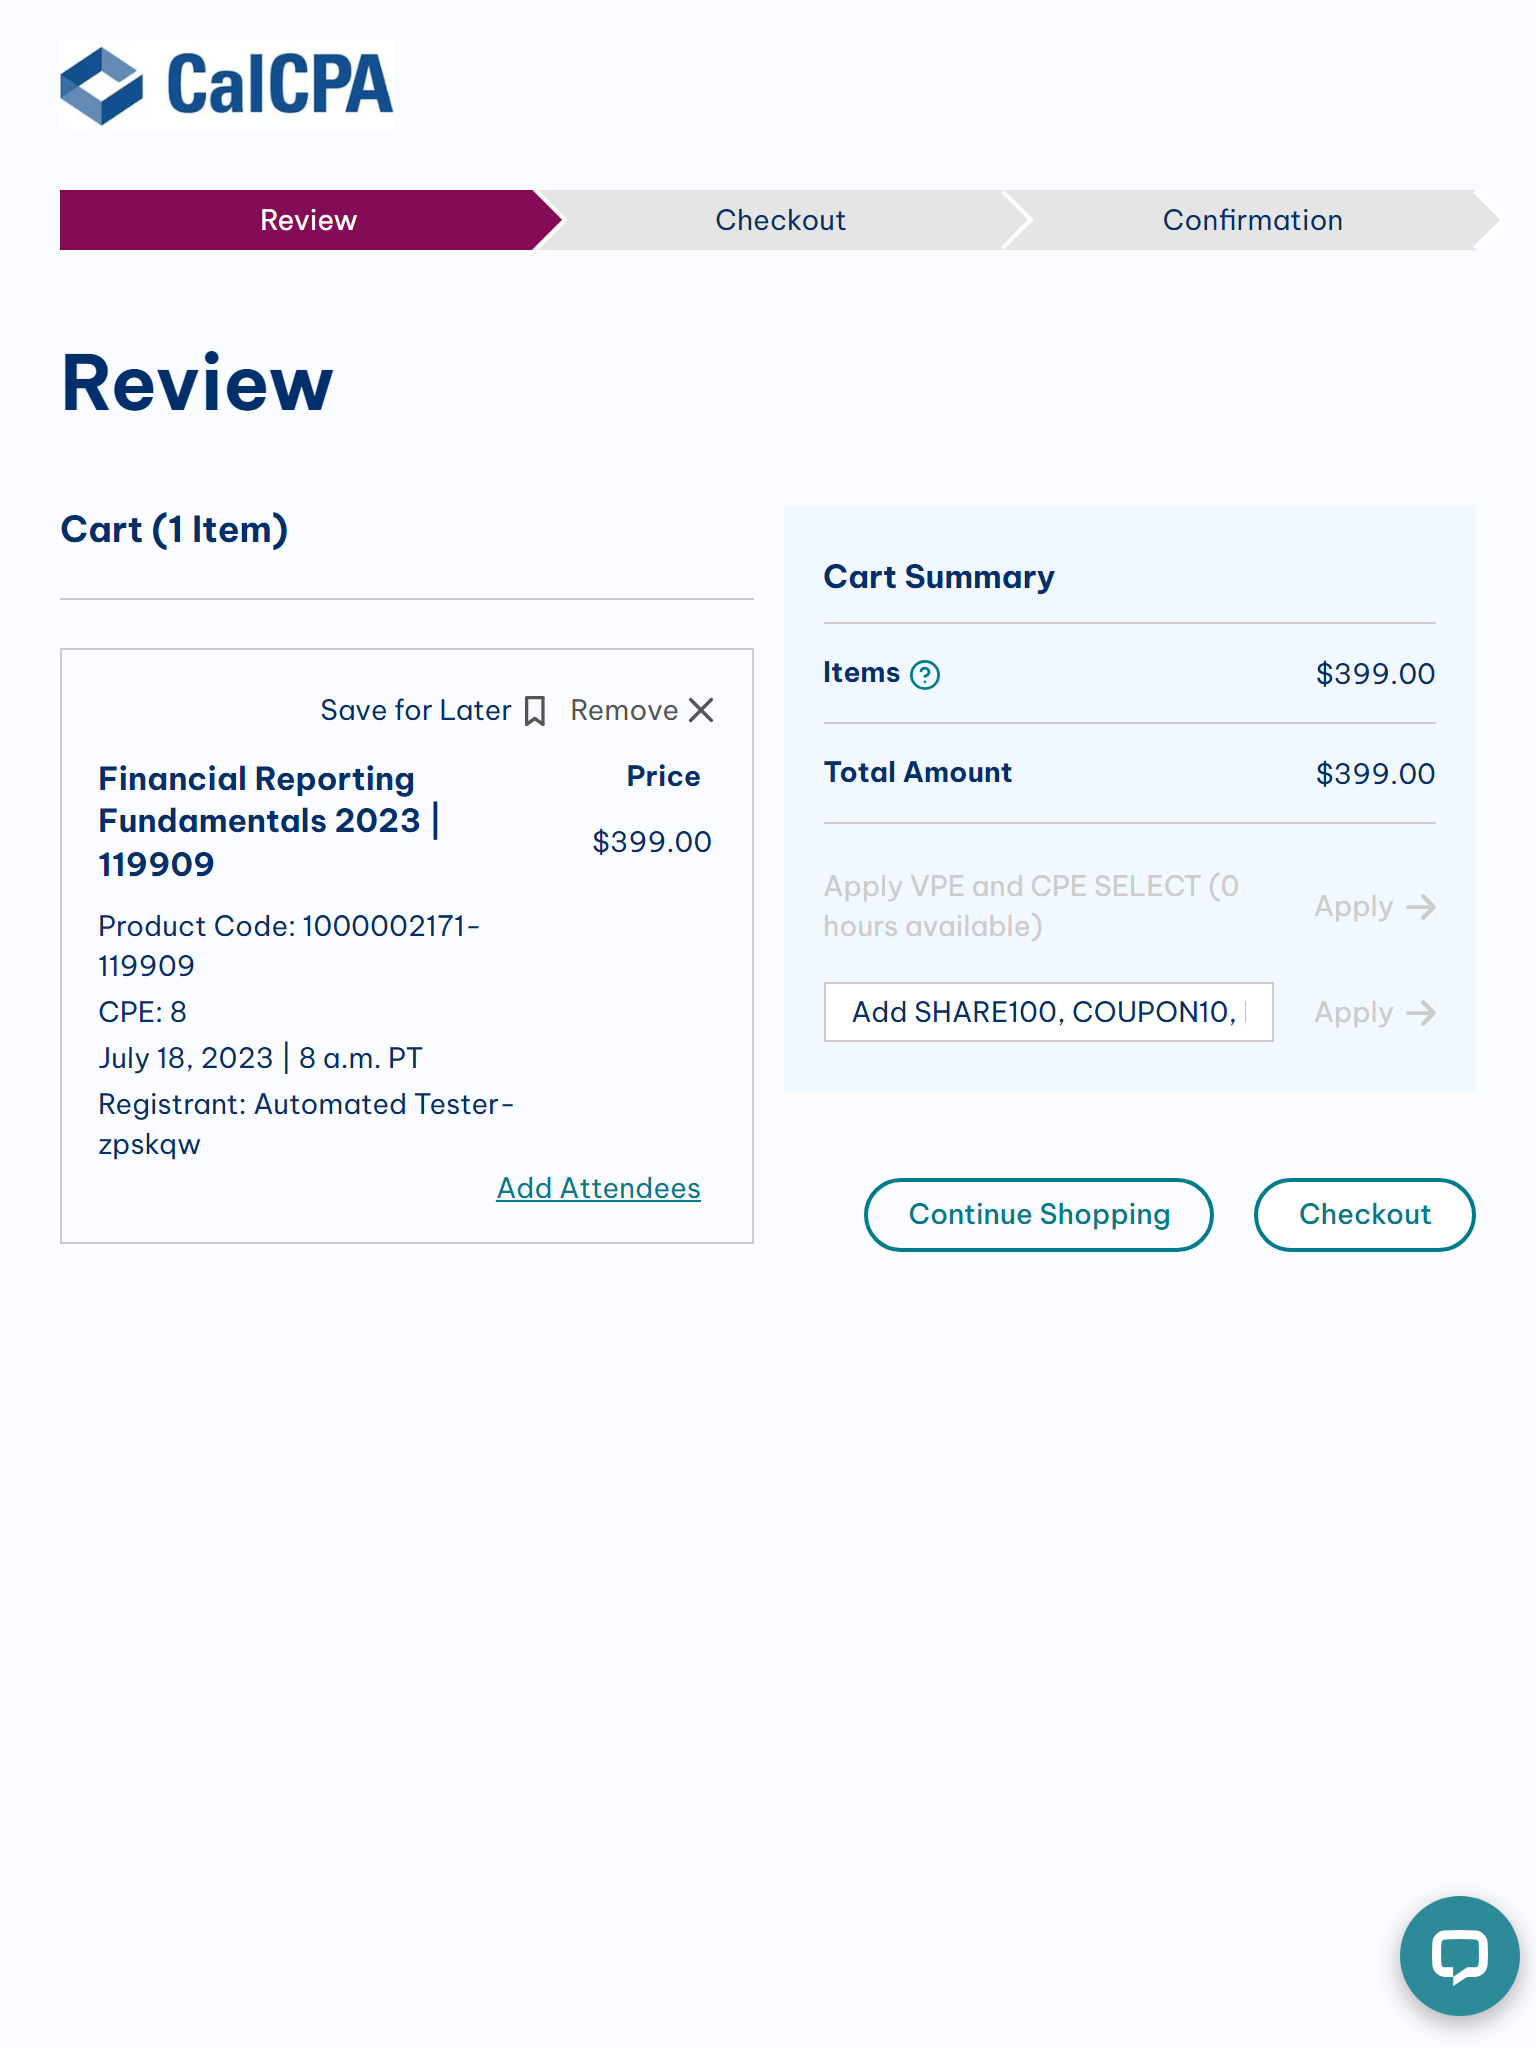 CalCPA
Review
Checkout
Confirmation
Review
Cart (1 Item)
Save for Later
Remove
Financial Reporting
Fundamentals 2023 |
119909
Price
$399.00
Product Code: 1000002171-
119909
CPE: 8
July 18, 2023 | 8 a.m. PT
Registrant: Automated Tester-
zpskqw
Add Attendees
Cart Summary
Items ?
$399.00
Total Amount
$399.00
Apply VPE and CPE SELECT (0
hours available)
Apply
Add SHARE100, COUPON10,
Apply
Continue Shopping
Checkout